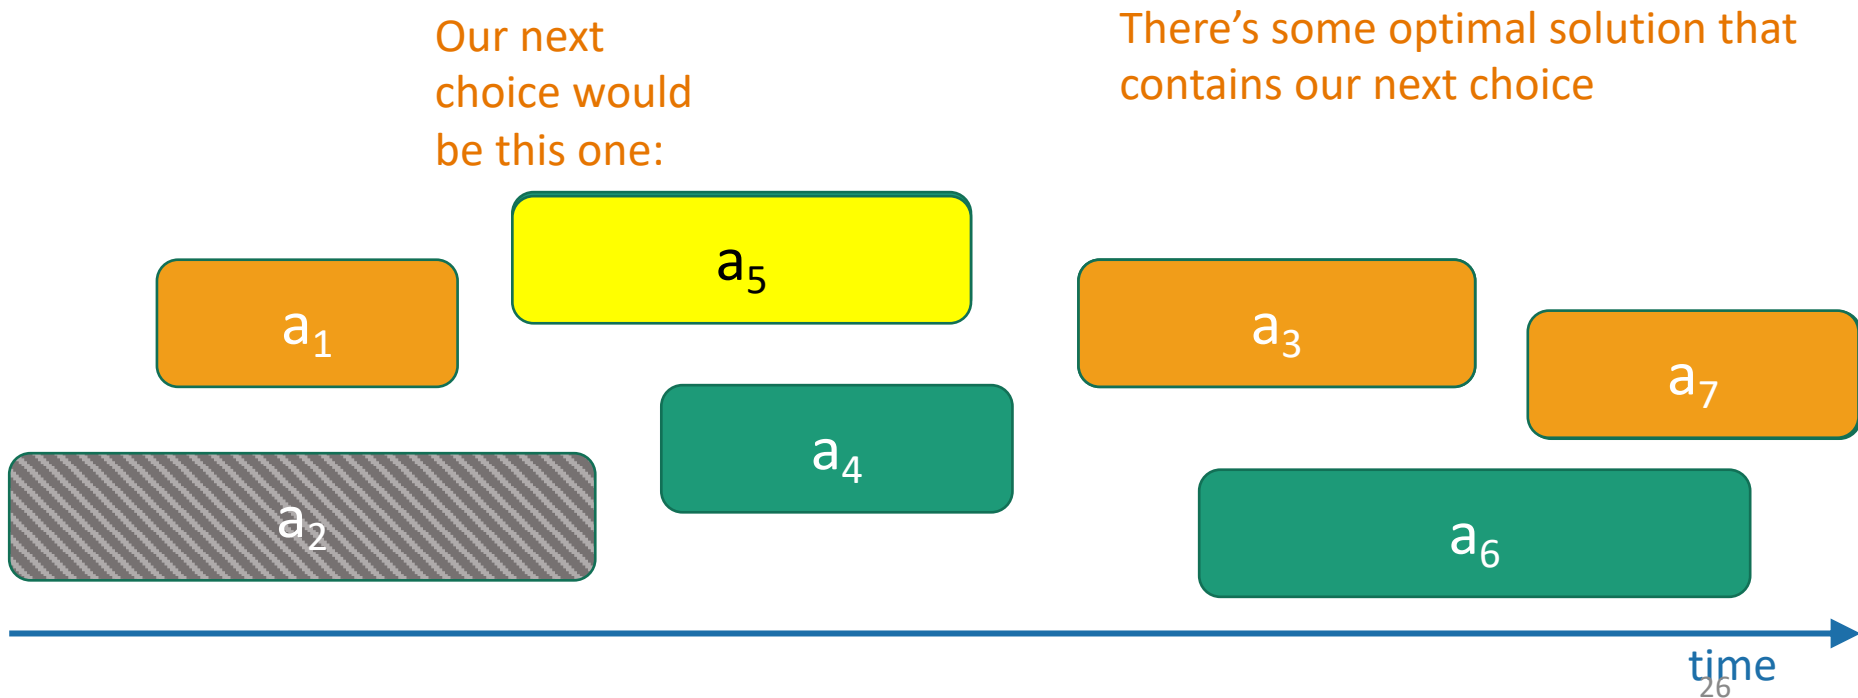 Our next
choice would
be this one:
There's some optimal solution that
contains our next choice
a₅
a₁
a₃
a₇
a₄
a₂
a₆
time
26